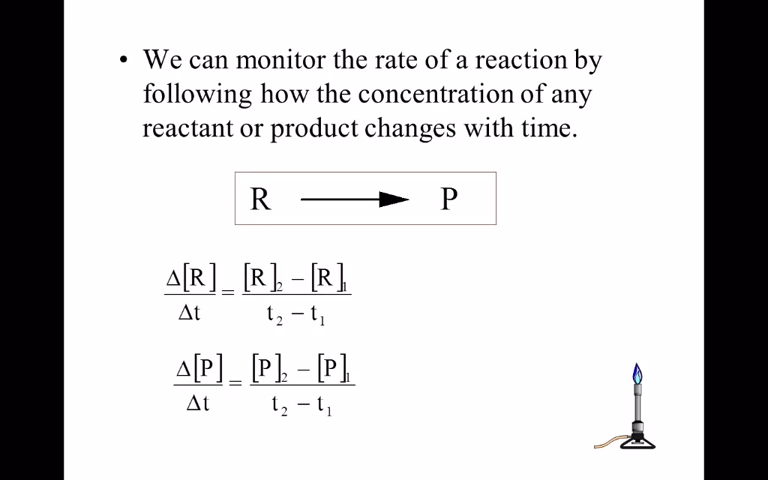 • We can monitor the rate of a reaction by
following how the concentration of any
reactant or product changes with time.
R ⟶ P
Δ[R]/Δt = ([R]₂ − [R]₁)/(t₂ − t₁)
Δ[P]/Δt = ([P]₂ − [P]₁)/(t₂ − t₁)